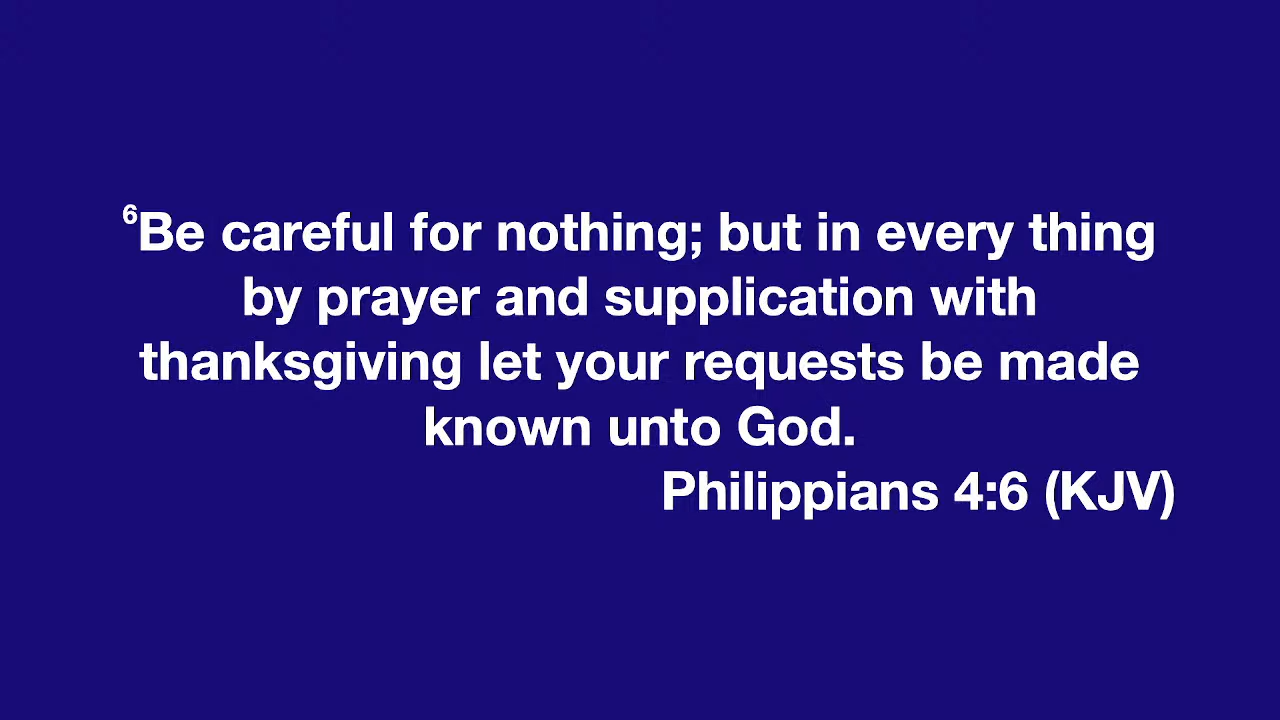 ⁶Be careful for nothing; but in every thing
by prayer and supplication with
thanksgiving let your requests be made
known unto God.
Philippians 4:6 (KJV)